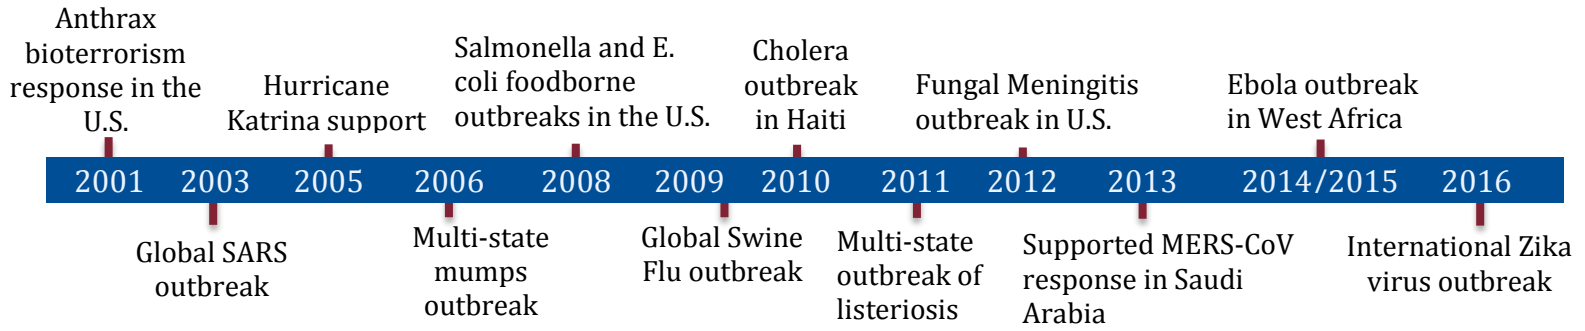 Anthrax
bioterrorism
response in the
U.S.
Hurricane
Katrina support
Salmonella and E.
coli foodborne
outbreaks in the U.S.
Cholera
outbreak
in Haiti
Fungal Meningitis
outbreak in U.S.
Ebola outbreak
in West Africa
2001 2003 2005 2006 2008 2009 2010 2011 2012 2013 2014/2015 2016
Global SARS
outbreak
Multi-state
mumps
outbreak
Global Swine
Flu outbreak
Multi-state
outbreak of
listeriosis
Supported MERS-CoV
response in Saudi
Arabia
International Zika
virus outbreak